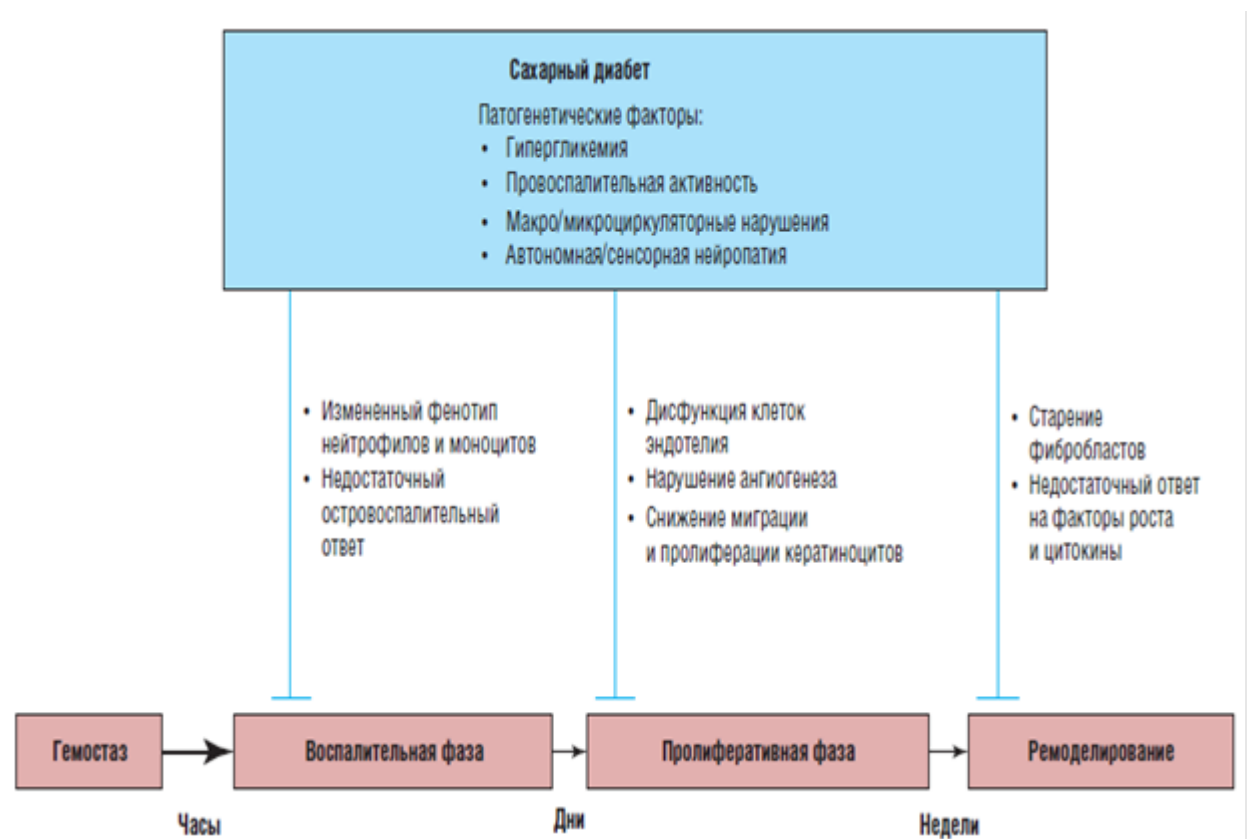 Сахарный диабет
Патогенетические факторы:
• Гипергликемия
• Провоспалительная активность
• Макро/микроциркуляторные нарушения
• Автономная/сенсорная нейропатия
• Измененный фенотип
нейтрофилов и моноцитов
• Недостаточный
островоспалительный
ответ
• Дисфункция клеток
эндотелия
• Нарушение ангиогенеза
• Снижение миграции
и пролиферации кератиноцитов
• Старение
фибробластов
• Недостаточный ответ
на факторы роста
и цитокины
Гемостаз
Воспалительная фаза
Пролиферативная фаза
Ремоделирование
Часы
Дни
Недели